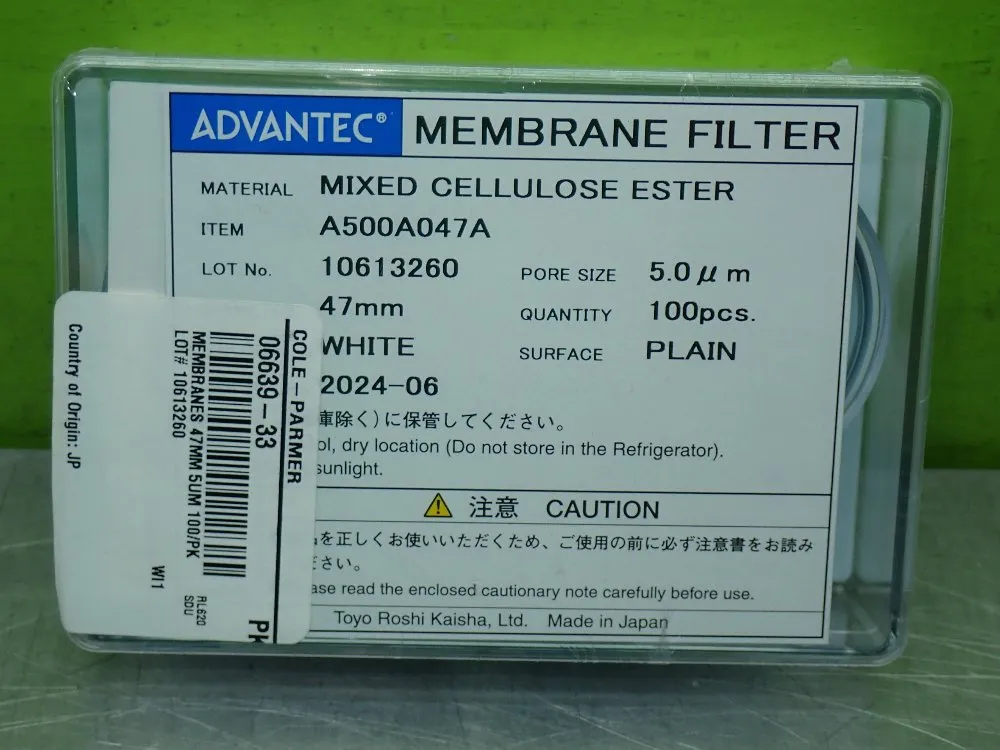 ADVANTEC® MEMBRANE FILTER
MATERIAL MIXED CELLULOSE ESTER
ITEM A500A047A
LOT No. 10613260 PORE SIZE 5.0μm
47mm QUANTITY 100pcs.
WHITE SURFACE PLAIN
2024-06
庫除く)に保管してください。
ol, dry location (Do not store in the Refrigerator).
sunlight.
⚠ 注意 CAUTION
を正しくお使いいただくため、ご使用の前に必ず注意書をお読み
ださい。
ase read the enclosed cautionary note carefully before use.
Toyo Roshi Kaisha, Ltd. Made in Japan
COLE-PARMER
06639-33
MEMBRANES 47MM 5UM 100/PK
LOT# 10613260
RL620
SDU
PK
WI1
Country of Origin: JP